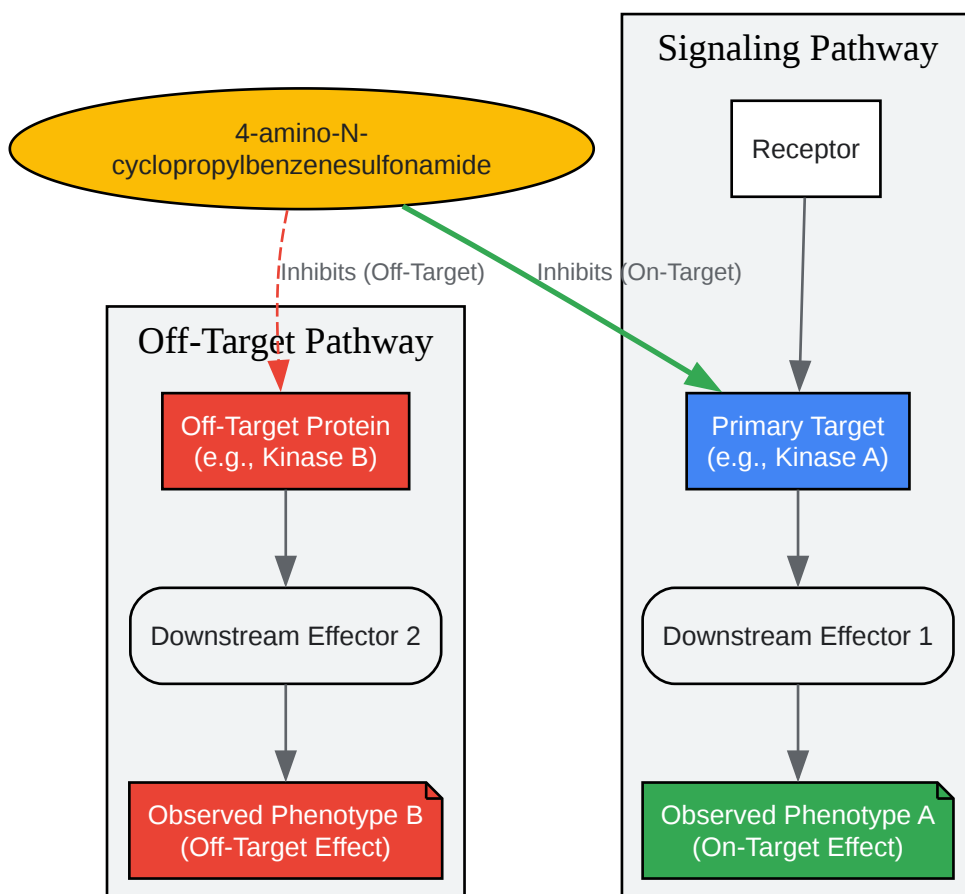 Signaling Pathway
4-amino-N-
cyclopropylbenzenesulfonamide
Receptor
Inhibits (Off-Target)
Inhibits (On-Target)
Off-Target Pathway
Off-Target Protein
(e.g., Kinase B)
Primary Target
(e.g., Kinase A)
Downstream Effector 2
Downstream Effector 1
Observed Phenotype B
(Off-Target Effect)
Observed Phenotype A
(On-Target Effect)